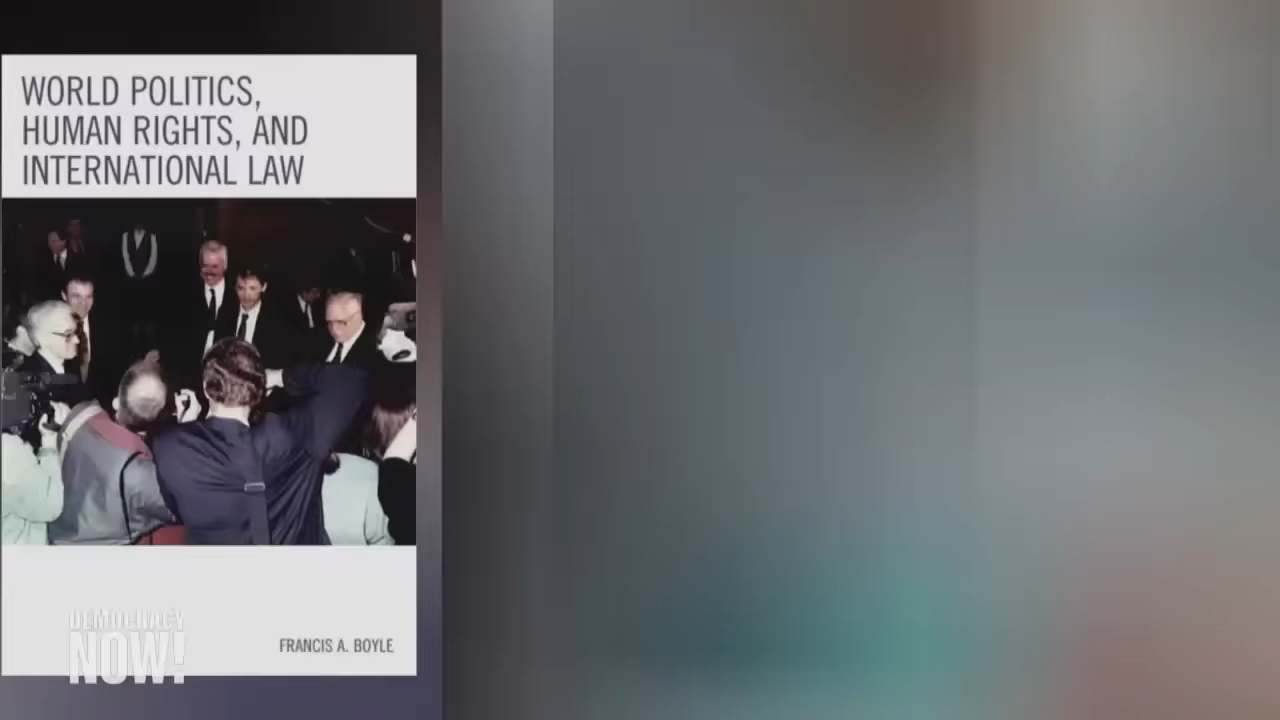 WORLD POLITICS,
HUMAN RIGHTS, AND
INTERNATIONAL LAW
FRANCIS A. BOYLE
DEMOCRACY
NOW!